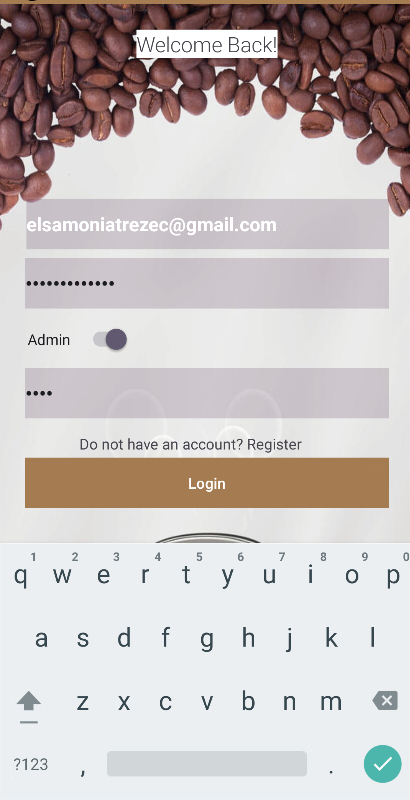 Welcome Back!
elsamoniatrezec@gmail.com
•••••••••••••
Admin
••••
Do not have an account? Register
Login
1 2 3 4 5 6 7 8 9 0
q w e r t y u i o p
a s d f g h j k l
z x c v b n m
?123 , .